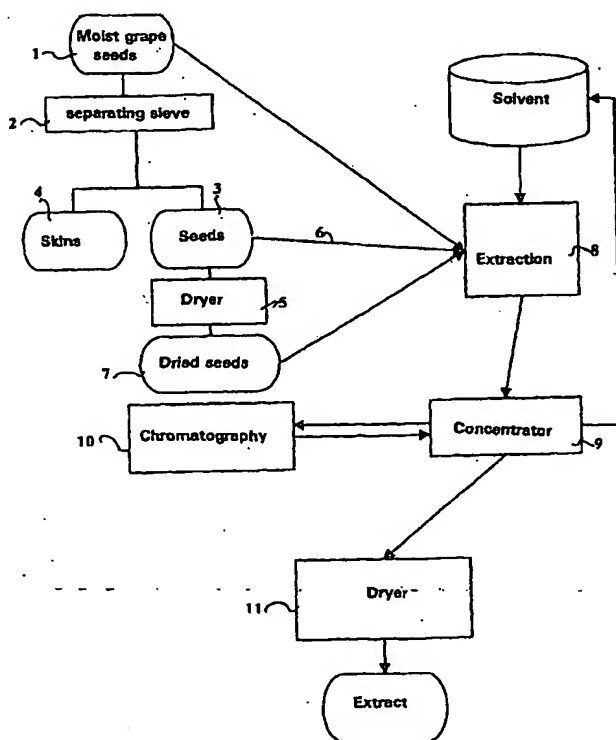 Moist grape
seeds
1
separating sieve
2
Solvent
4
3
Skins
Seeds
6
Extraction
8
Dryer
5
7
Dried seeds
10
Chromatography
Concentrator
9
Dryer
11
Extract